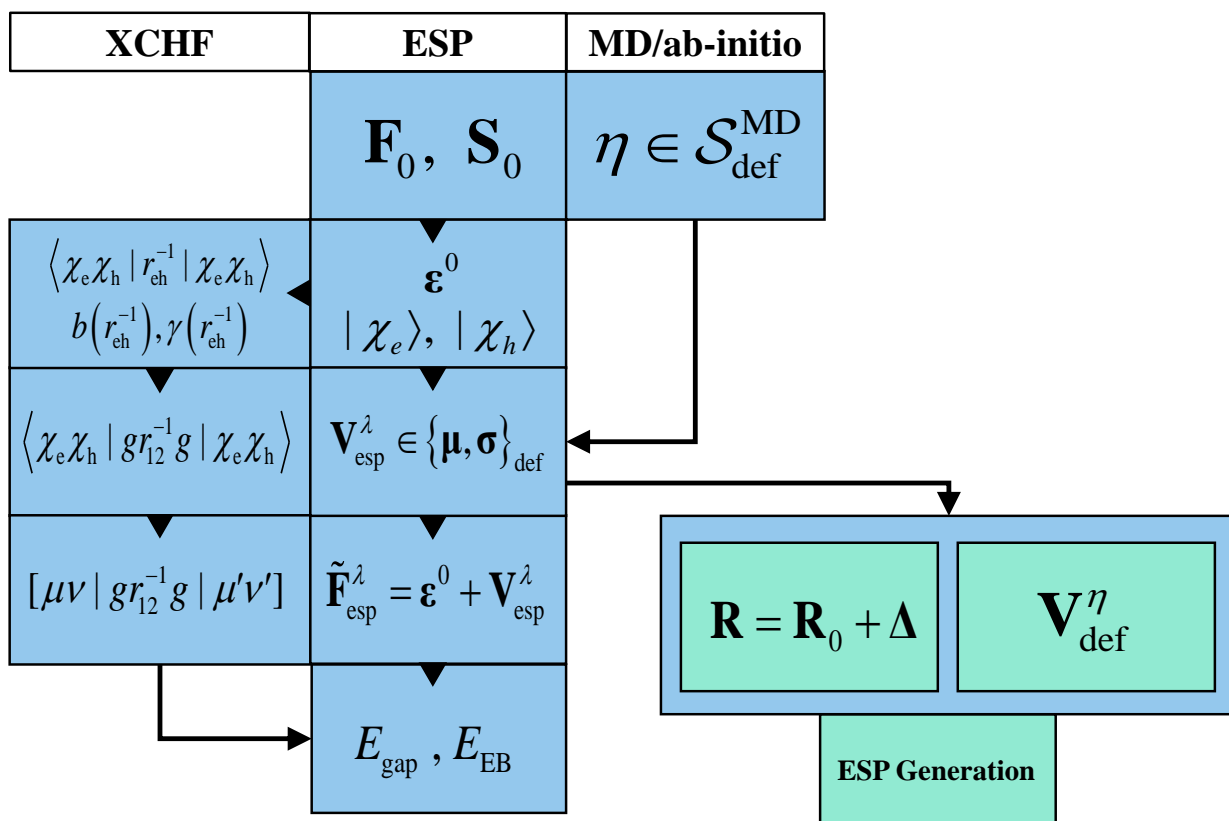 XCHF ESP MD/ab-initio
F₀, S₀ η ∈ 𝒮_def^MD
⟨χ_e χ_h | r_eh^{-1} | χ_e χ_h⟩
b(r_eh^{-1}), γ(r_eh^{-1})
ε⁰
| χ_e⟩, | χ_h⟩
⟨χ_e χ_h | g r_12^{-1} g | χ_e χ_h⟩
V_esp^λ ∈ {μ, σ}_def
[μν | g r_12^{-1} g | μ′ν′]
F̃_esp^λ = ε⁰ + V_esp^λ
R = R₀ + Δ
V_def^η
E_gap , E_EB
ESP Generation